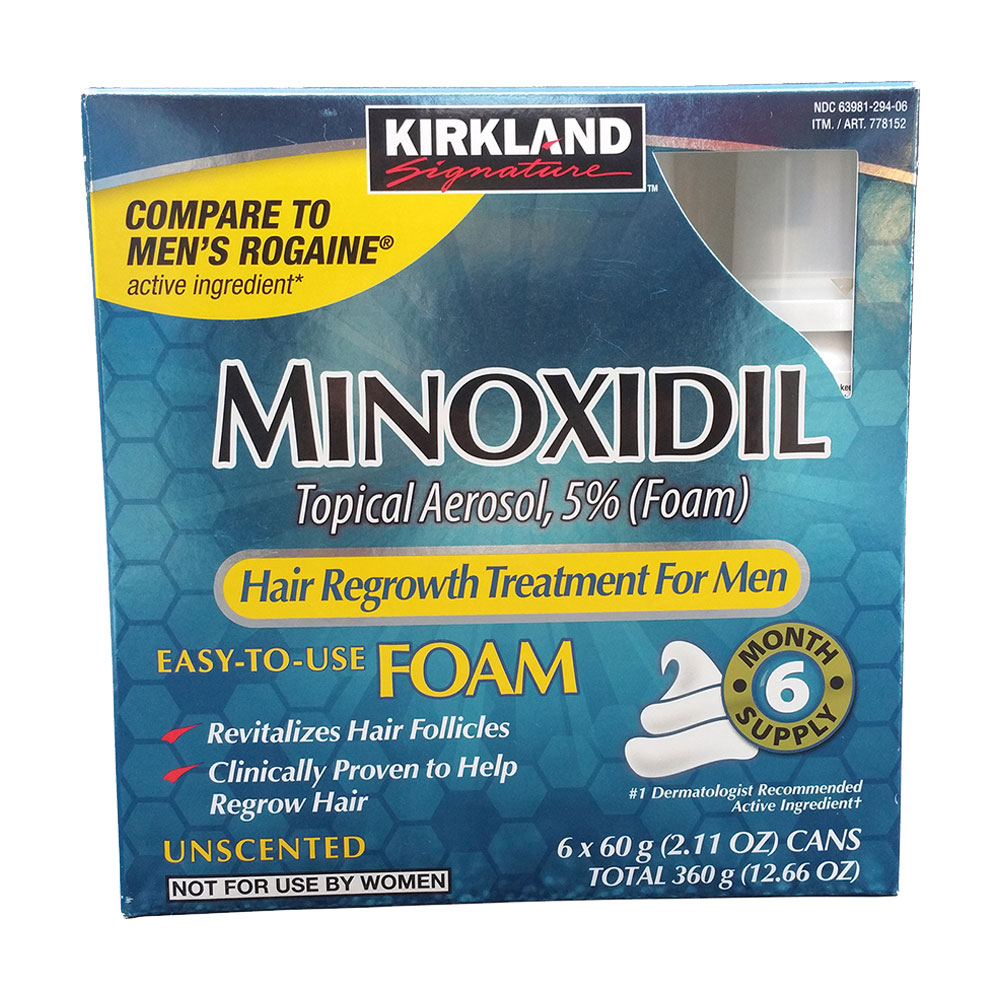 NDC 63981-294-06
ITM. / ART. 778152
KIRKLAND
Signature™
COMPARE TO
MEN'S ROGAINE®
active ingredient*
MINOXIDIL
Topical Aerosol, 5% (Foam)
Hair Regrowth Treatment For Men
EASY-TO-USE FOAM
Revitalizes Hair Follicles
Clinically Proven to Help
Regrow Hair
MONTH
6
SUPPLY
#1 Dermatologist Recommended
Active Ingredient†
UNSCENTED
NOT FOR USE BY WOMEN
6 x 60 g (2.11 OZ) CANS
TOTAL 360 g (12.66 OZ)